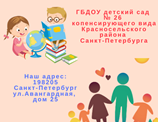 ГБДОУ детский сад
№ 26
копенсирующего вида
Красносельского
района
Санкт-Петербурга
Наш адрес:
198205
Санкт-Петербург
ул.Авангардная,
дом 25